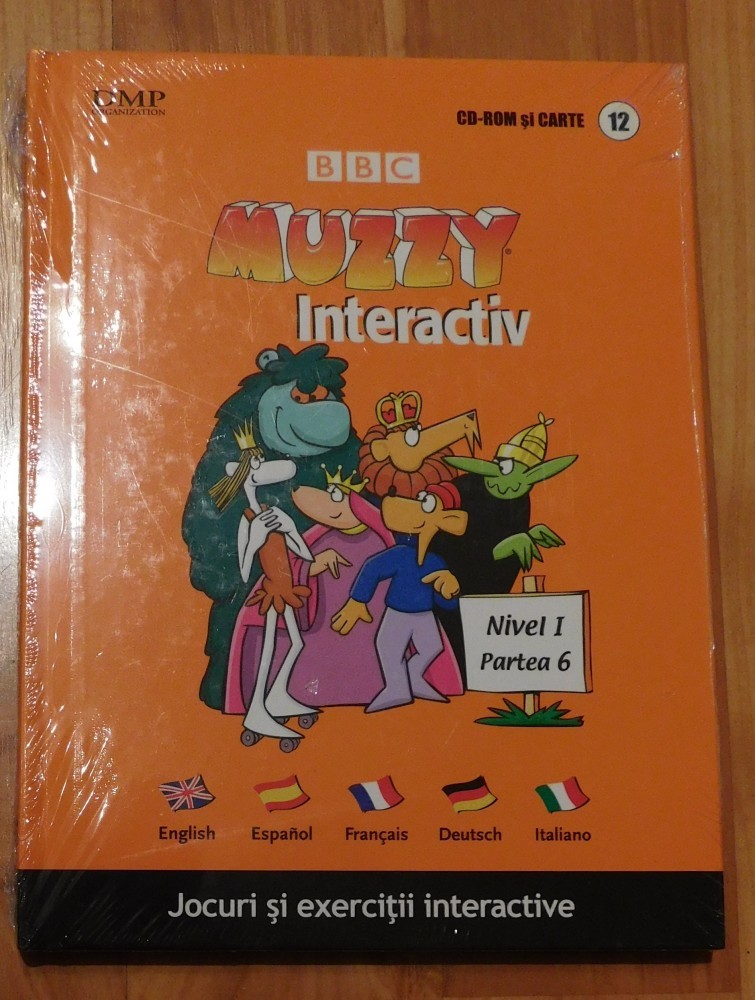 DMP
ORGANIZATION
CD-ROM şi CARTE 12
BBC
MUZZY®
Interactiv
Nivel I
Partea 6
English Español Français Deutsch Italiano
Jocuri şi exerciţii interactive